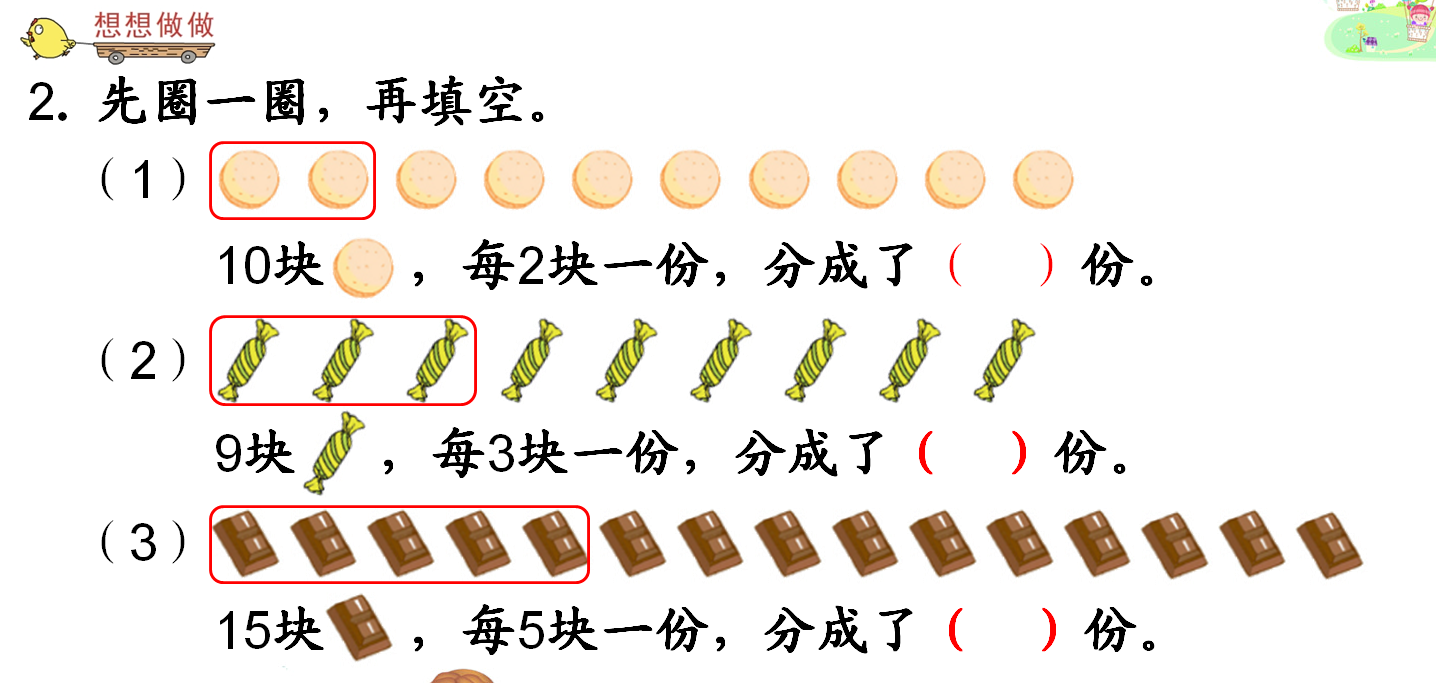 想想做做
2. 先圈一圈，再填空。
（1）
10块，每2块一份，分成了（ ）份。
（2）
9块，每3块一份，分成了（ ）份。
（3）
15块，每5块一份，分成了（ ）份。